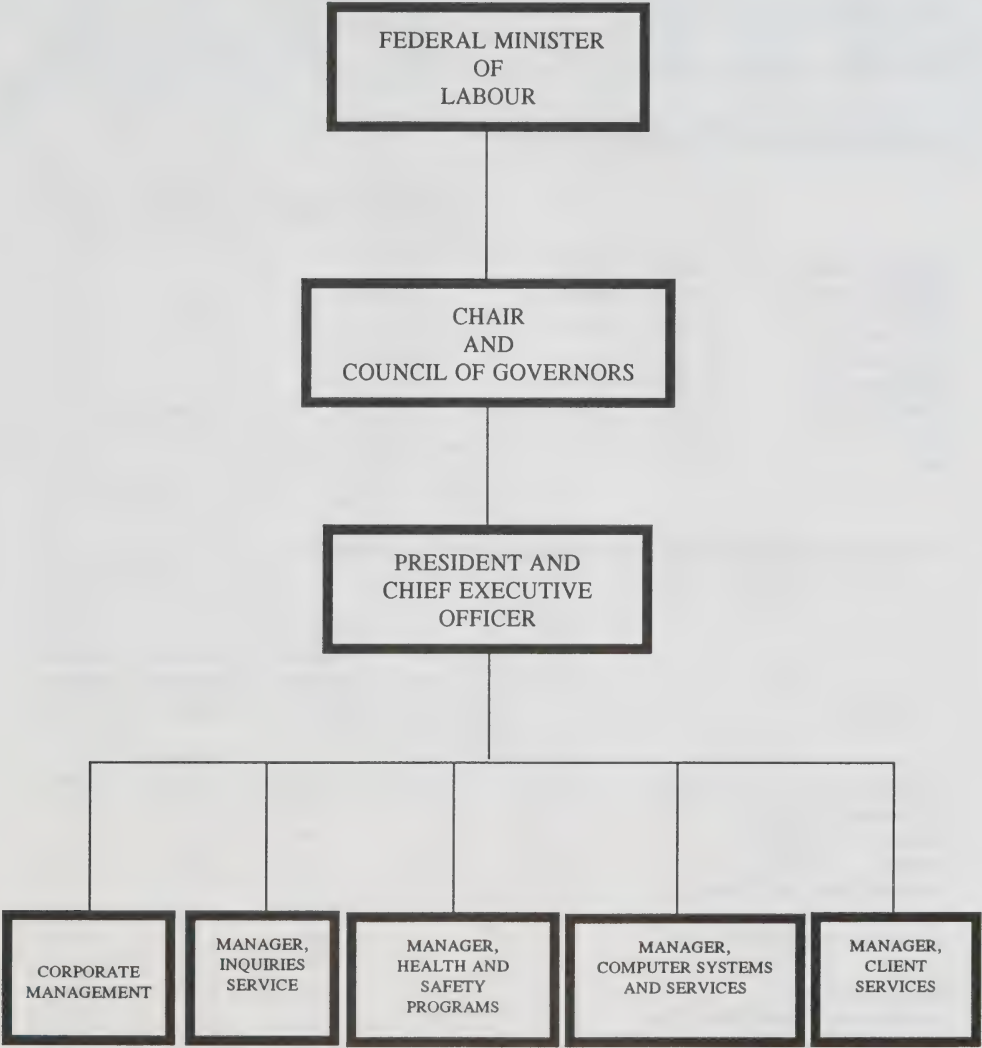 FEDERAL MINISTER
OF
LABOUR
CHAIR
AND
COUNCIL OF GOVERNORS
PRESIDENT AND
CHIEF EXECUTIVE
OFFICER
CORPORATE
MANAGEMENT
MANAGER,
INQUIRIES
SERVICE
MANAGER,
HEALTH AND
SAFETY
PROGRAMS
MANAGER,
COMPUTER SYSTEMS
AND SERVICES
MANAGER,
CLIENT
SERVICES